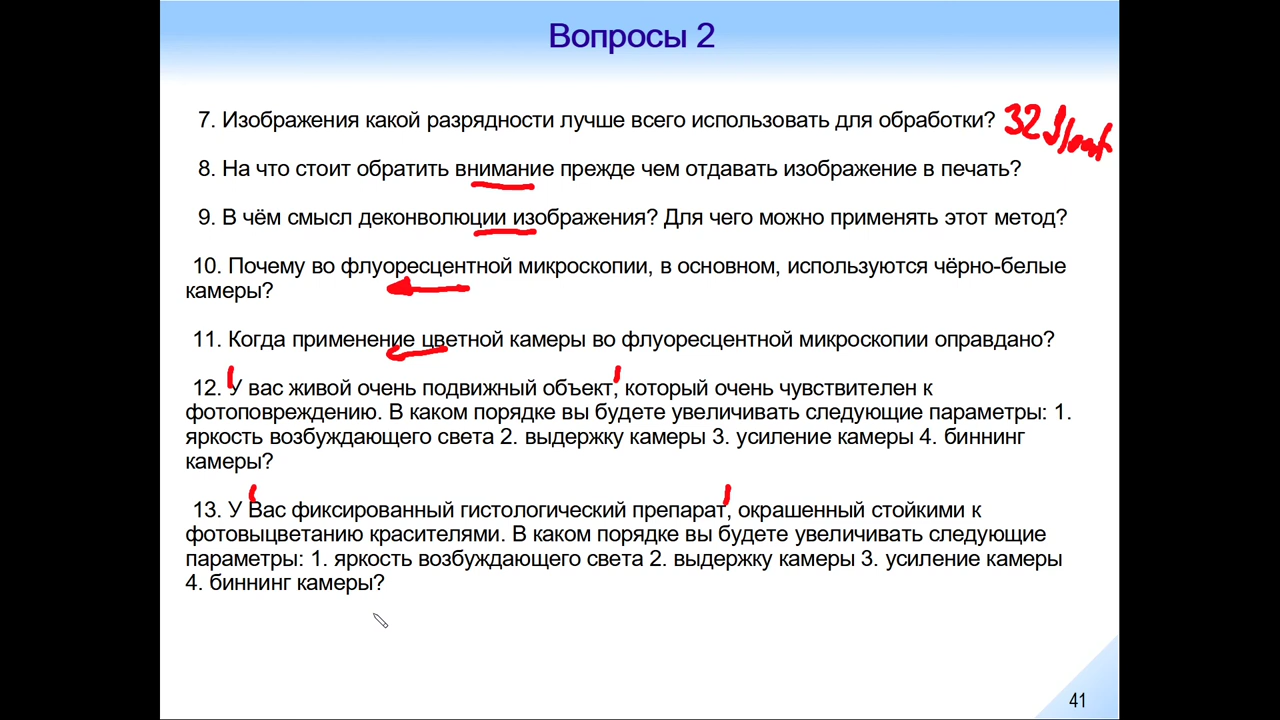 Вопросы 2
7. Изображения какой разрядности лучше всего использовать для обработки? 32 float
8. На что стоит обратить внимание прежде чем отдавать изображение в печать?
9. В чём смысл деконволюции изображения? Для чего можно применять этот метод?
10. Почему во флуоресцентной микроскопии, в основном, используются чёрно-белые
камеры?
11. Когда применение цветной камеры во флуоресцентной микроскопии оправдано?
12. У вас живой очень подвижный объект, который очень чувствителен к
фотоповреждению. В каком порядке вы будете увеличивать следующие параметры: 1.
яркость возбуждающего света 2. выдержку камеры 3. усиление камеры 4. биннинг
камеры?
13. У Вас фиксированный гистологический препарат, окрашенный стойкими к
фотовыцветанию красителями. В каком порядке вы будете увеличивать следующие
параметры: 1. яркость возбуждающего света 2. выдержку камеры 3. усиление камеры
4. биннинг камеры?
41